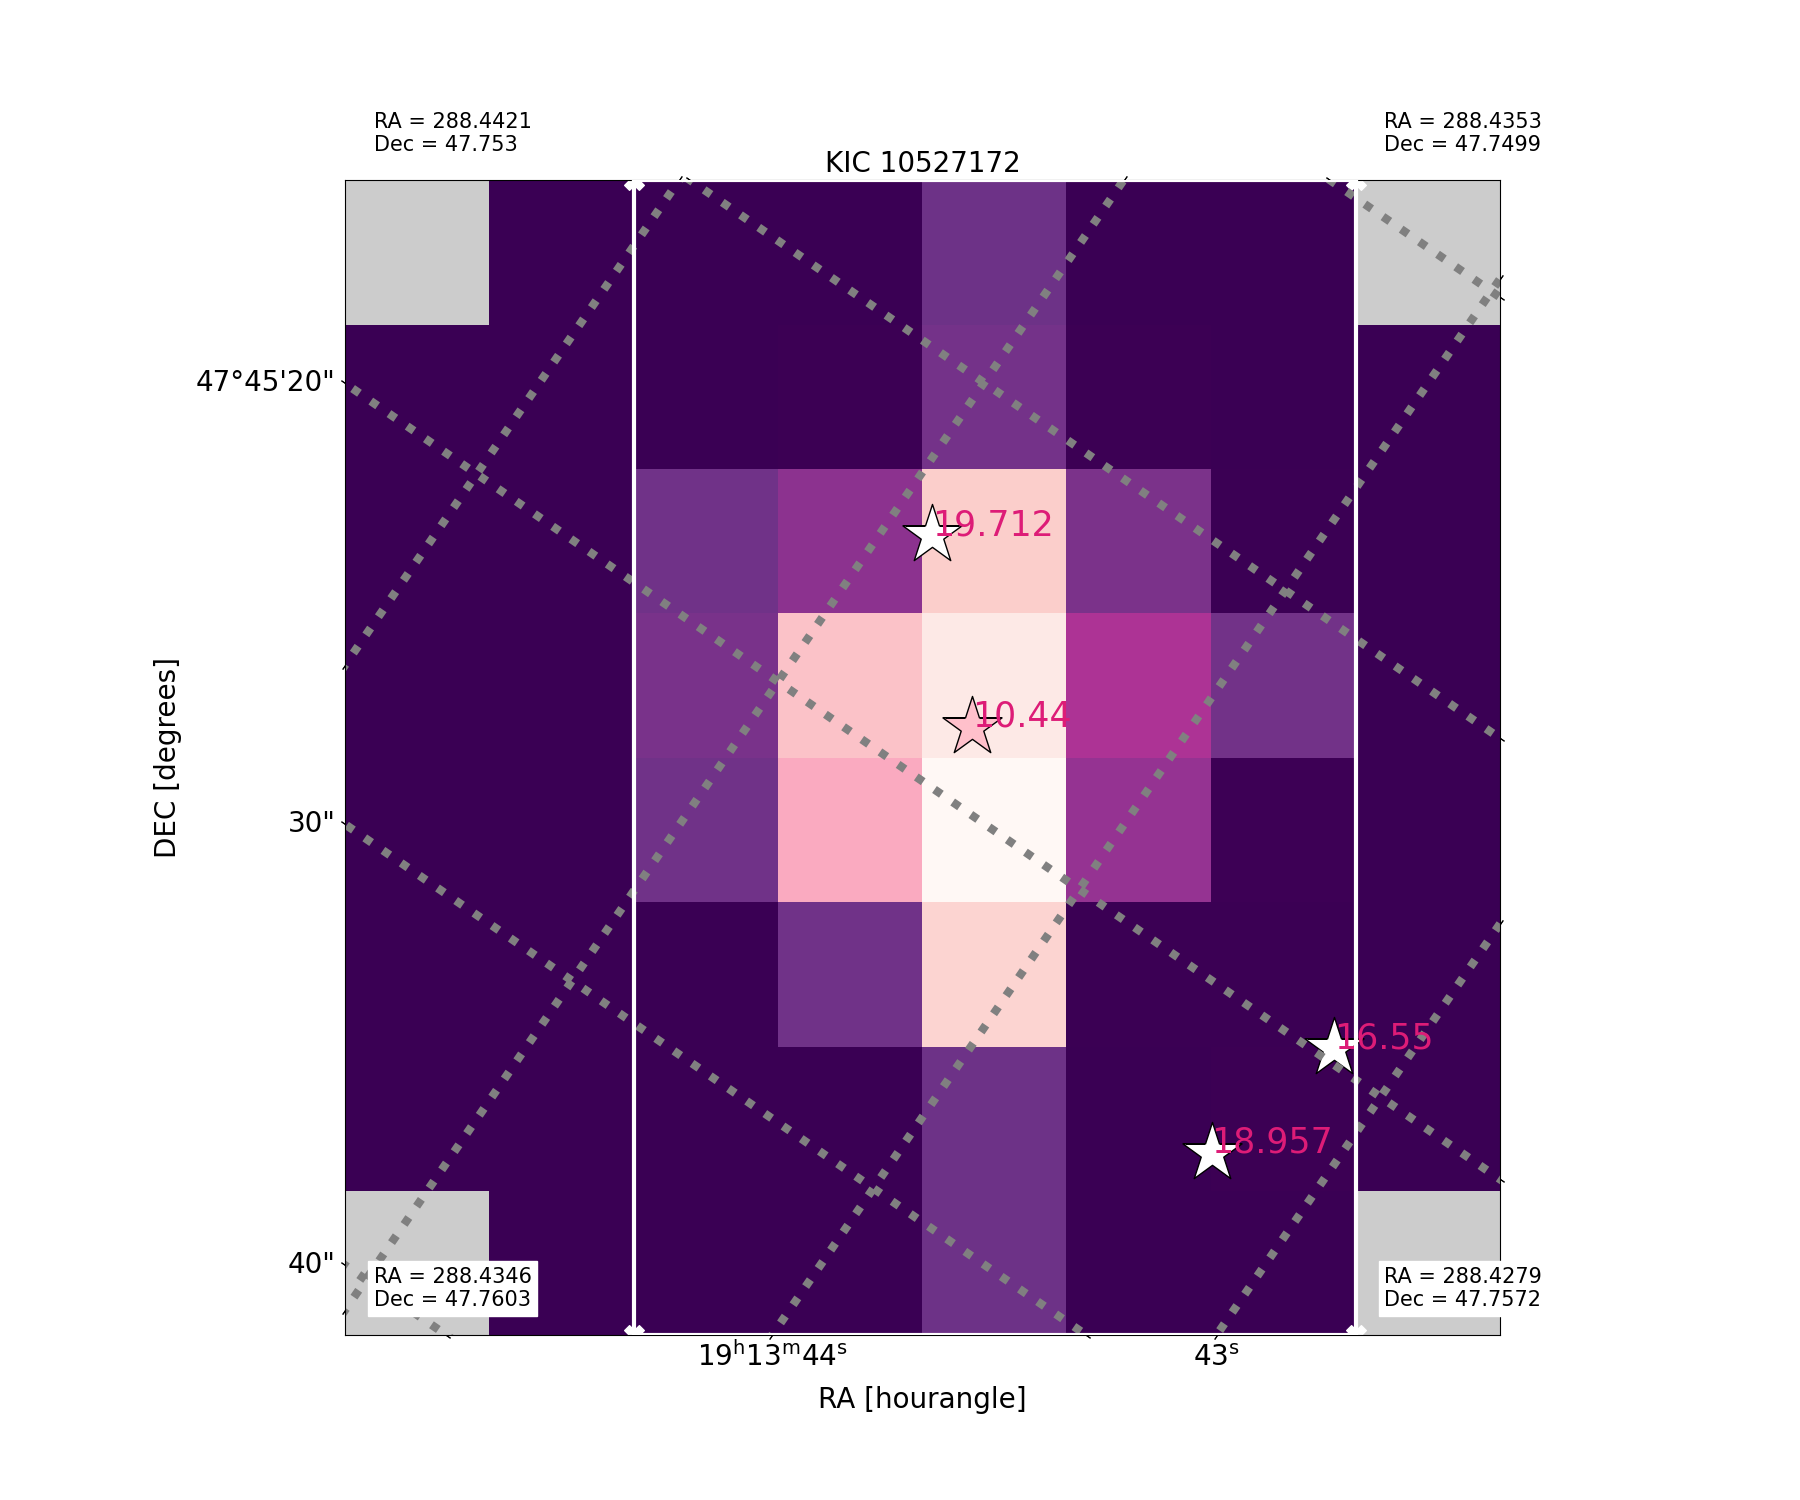 RA = 288.4421
Dec = 47.753
RA = 288.4353
Dec = 47.7499
KIC 10527172
47°45'20"
19.712
10.44
DEC [degrees]
30"
16.55
18.957
40"
RA = 288.4346
Dec = 47.7603
RA = 288.4279
Dec = 47.7572
19ʰ13ᵐ44ˢ
43ˢ
RA [hourangle]